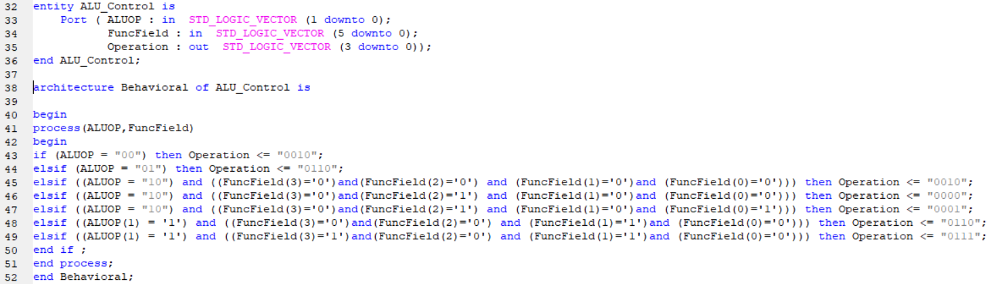 32 entity ALU_Control is
33     Port ( ALUOP : in  STD_LOGIC_VECTOR (1 downto 0);
34            FuncField : in  STD_LOGIC_VECTOR (5 downto 0);
35            Operation : out  STD_LOGIC_VECTOR (3 downto 0));
36 end ALU_Control;
37
38 architecture Behavioral of ALU_Control is
39
40 begin
41 process(ALUOP,FuncField)
42 begin
43 if (ALUOP = "00") then Operation <= "0010";
44 elsif (ALUOP = "01") then Operation <= "0110";
45 elsif ((ALUOP = "10") and ((FuncField(3)='0')and(FuncField(2)='0') and (FuncField(1)='0')and (FuncField(0)='0'))) then Operation <= "0010";
46 elsif ((ALUOP = "10") and ((FuncField(3)='0')and(FuncField(2)='1') and (FuncField(1)='0')and (FuncField(0)='0'))) then Operation <= "0000";
47 elsif ((ALUOP = "10") and ((FuncField(3)='0')and(FuncField(2)='1') and (FuncField(1)='0')and (FuncField(0)='1'))) then Operation <= "0001";
48 elsif ((ALUOP(1) = '1') and ((FuncField(3)='0')and(FuncField(2)='0') and (FuncField(1)='1')and (FuncField(0)='0'))) then Operation <= "0110";
49 elsif ((ALUOP(1) = '1') and ((FuncField(3)='1')and(FuncField(2)='0') and (FuncField(1)='1')and (FuncField(0)='0'))) then Operation <= "0111";
50 end if ;
51 end process;
52 end Behavioral;